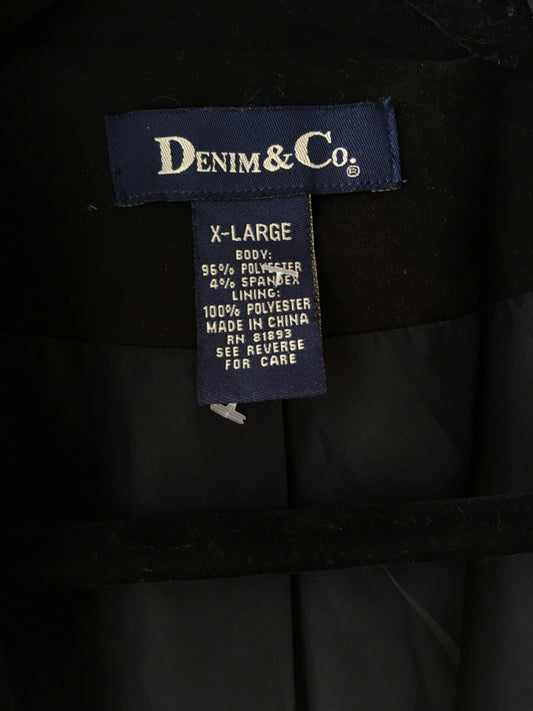 DENIM & CO.®
X-LARGE
BODY:
96% POLYESTER
4% SPANDEX
LINING:
100% POLYESTER
MADE IN CHINA
RN 81893
SEE REVERSE
FOR CARE